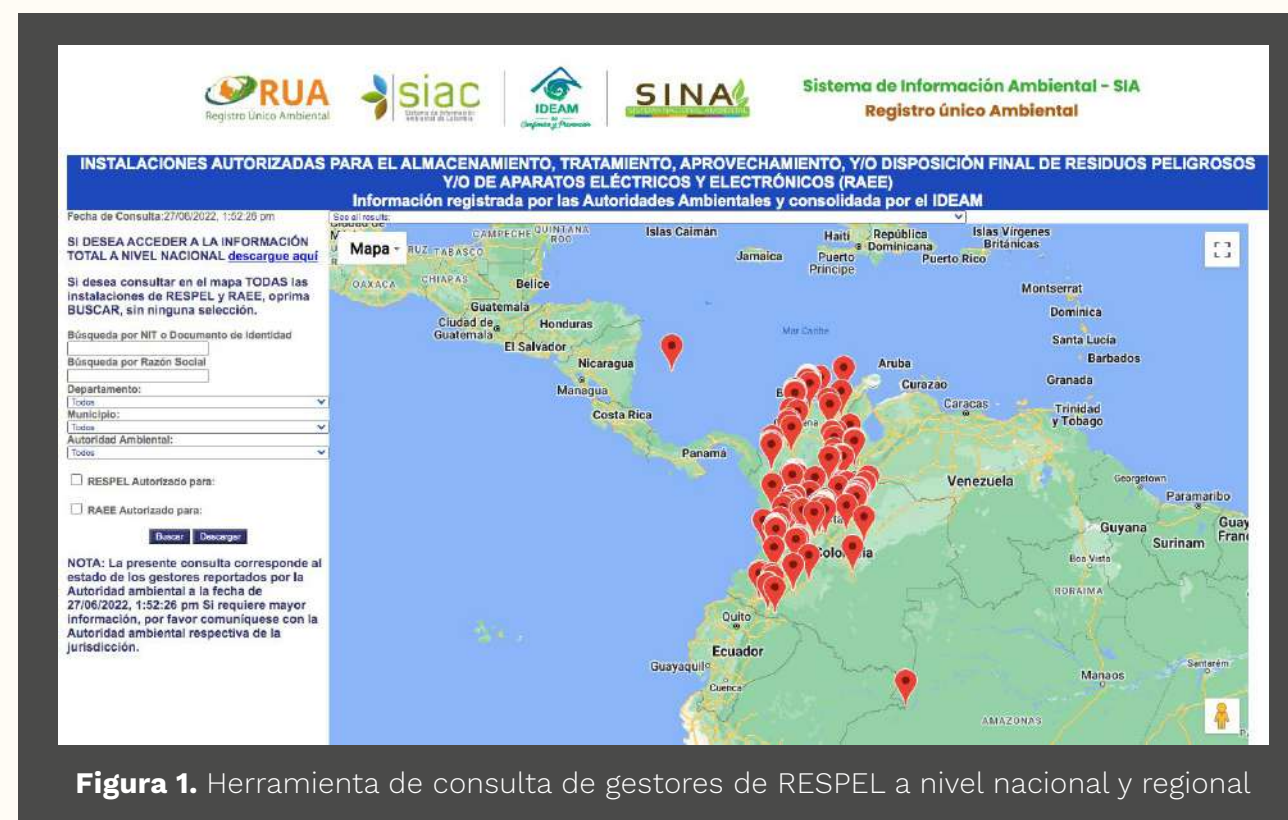 RUA
Registro Único Ambiental
siac
IDEAM
SINA
Sistema de Información Ambiental - SIA
Registro único Ambiental
INSTALACIONES AUTORIZADAS PARA EL ALMACENAMIENTO, TRATAMIENTO, APROVECHAMIENTO, Y/O DISPOSICIÓN FINAL DE RESIDUOS PELIGROSOS
Y/O DE APARATOS ELÉCTRICOS Y ELECTRÓNICOS (RAEE)
Información registrada por las Autoridades Ambientales y consolidada por el IDEAM
Fecha de Consulta:27/06/2022, 1:52:26 pm
SI DESEA ACCEDER A LA INFORMACIÓN
TOTAL A NIVEL NACIONAL descargue aquí
Si desea consultar en el mapa TODAS las
instalaciones de RESPEL y RAEE, oprima
BUSCAR, sin ninguna selección.
Búsqueda por NIT o Documento de Identidad
Búsqueda por Razón Social
Departamento:
Todos
Municipio:
Todos
Autoridad Ambiental:
Todos
RESPEL Autorizado para:
RAEE Autorizado para:
Buscar Descargar
NOTA: La presente consulta corresponde al
estado de los gestores reportados por la
Autoridad ambiental a la fecha de
27/06/2022, 1:52:26 pm Si requiere mayor
información, por favor comuníquese con la
Autoridad ambiental respectiva de la
jurisdicción.
See all results:
Mapa
TABASCO
CAMPECHE
QUINTANA
ROO
OAXACA
CHIAPAS
Belice
Guatemala
Ciudad de
Guatemala
Honduras
El Salvador
Nicaragua
Managua
Costa Rica
Panamá
Islas Caimán
Jamaica
Haití
Puerto
Príncipe
República
Dominicana
Puerto Rico
Islas Vírgenes
Británicas
Montserrat
Dominica
Santa Lucía
Barbados
Granada
Trinidad
y Tobago
Mar Caribe
Aruba
Curazao
Caracas
Venezuela
Georgetown
Paramaribo
Guyana
Surinam
Guay
Fran
Boa Vista
RORAIMA
Quito
Ecuador
Guayaquil
Cuenca
Manaos
Santarém
AMAZONAS
Figura 1. Herramienta de consulta de gestores de RESPEL a nivel nacional y regional